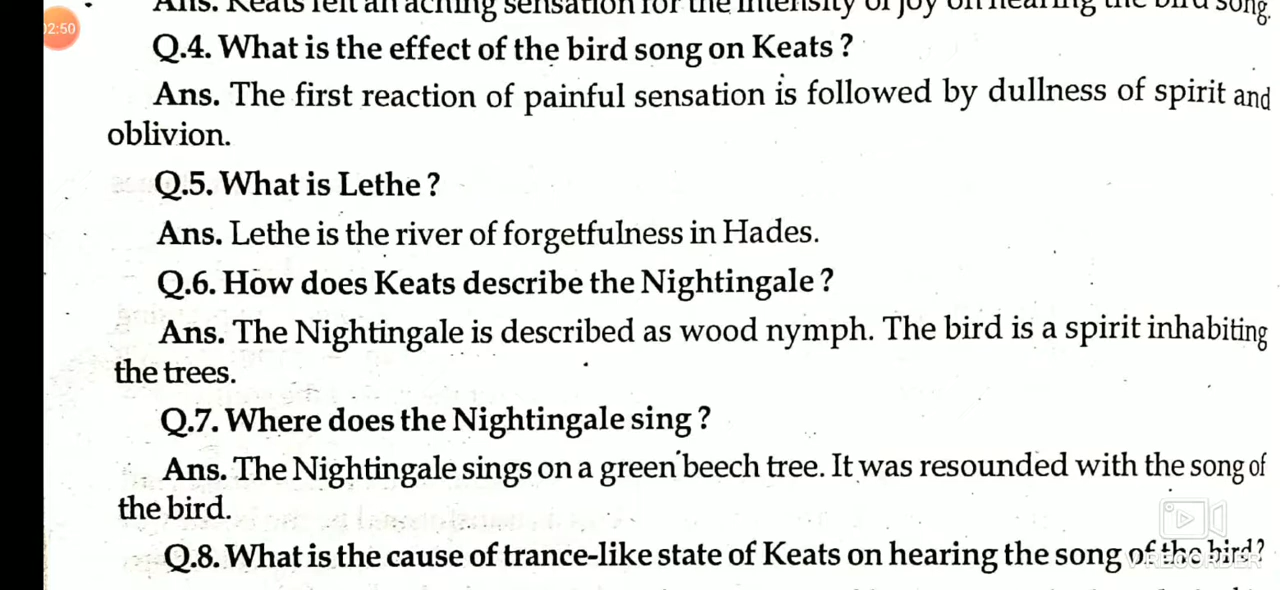 Ans. Keats felt an aching sensation for the intensity of joy on hearing the bird song.
02:50
Q.4. What is the effect of the bird song on Keats ?
Ans. The first reaction of painful sensation is followed by dullness of spirit and
oblivion.
Q.5. What is Lethe ?
Ans. Lethe is the river of forgetfulness in Hades.
Q.6. How does Keats describe the Nightingale ?
Ans. The Nightingale is described as wood nymph. The bird is a spirit inhabiting
the trees.
Q.7. Where does the Nightingale sing ?
Ans. The Nightingale sings on a green beech tree. It was resounded with the song of
the bird.
Q.8. What is the cause of trance-like state of Keats on hearing the song of the bird?
V-RECORDER